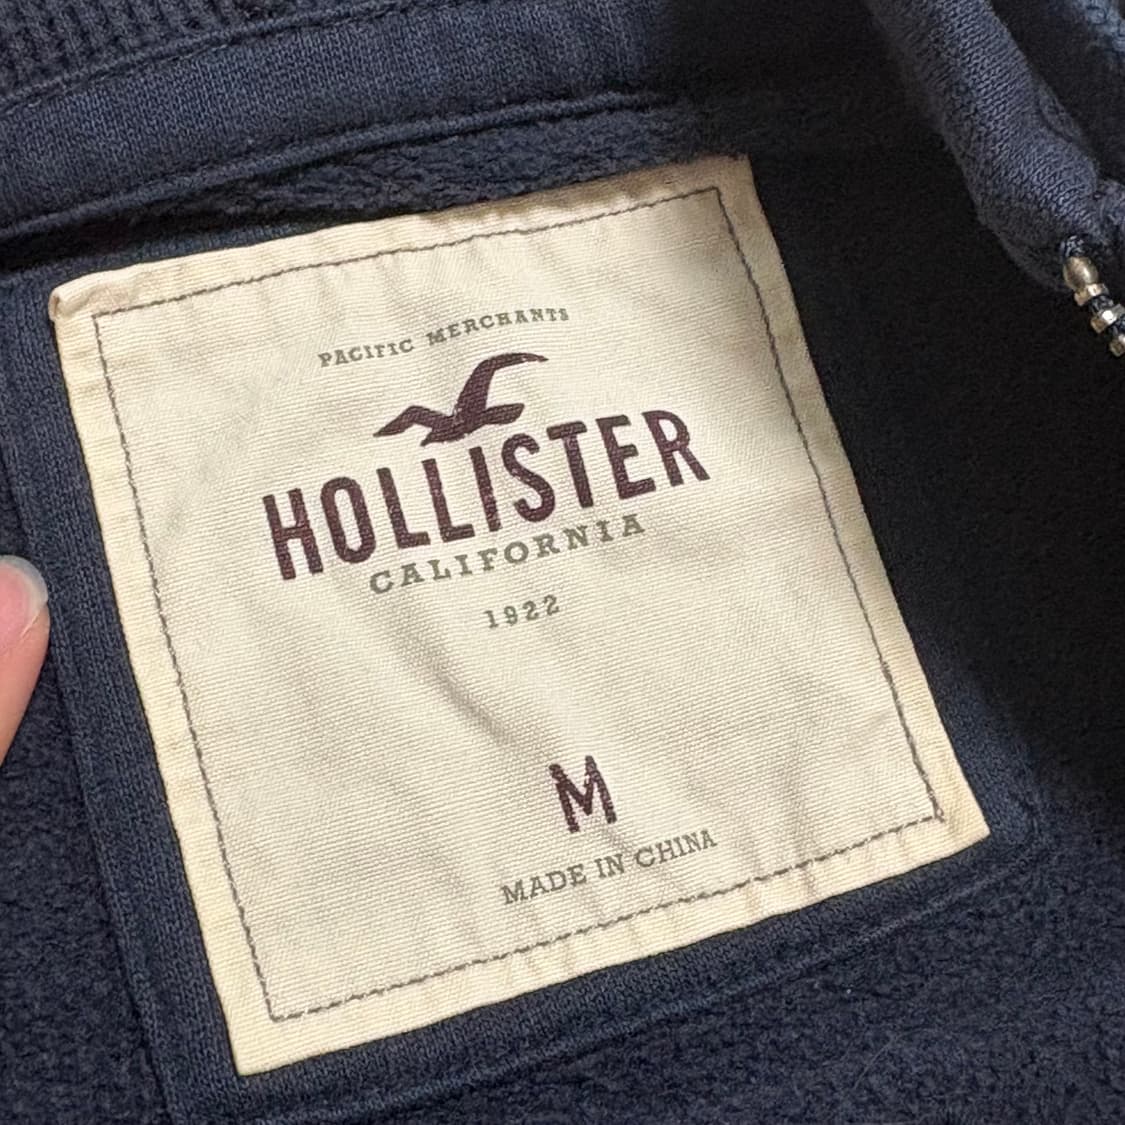 PACIFIC MERCHANTS
HOLLISTER
CALIFORNIA
1922
M
MADE IN CHINA